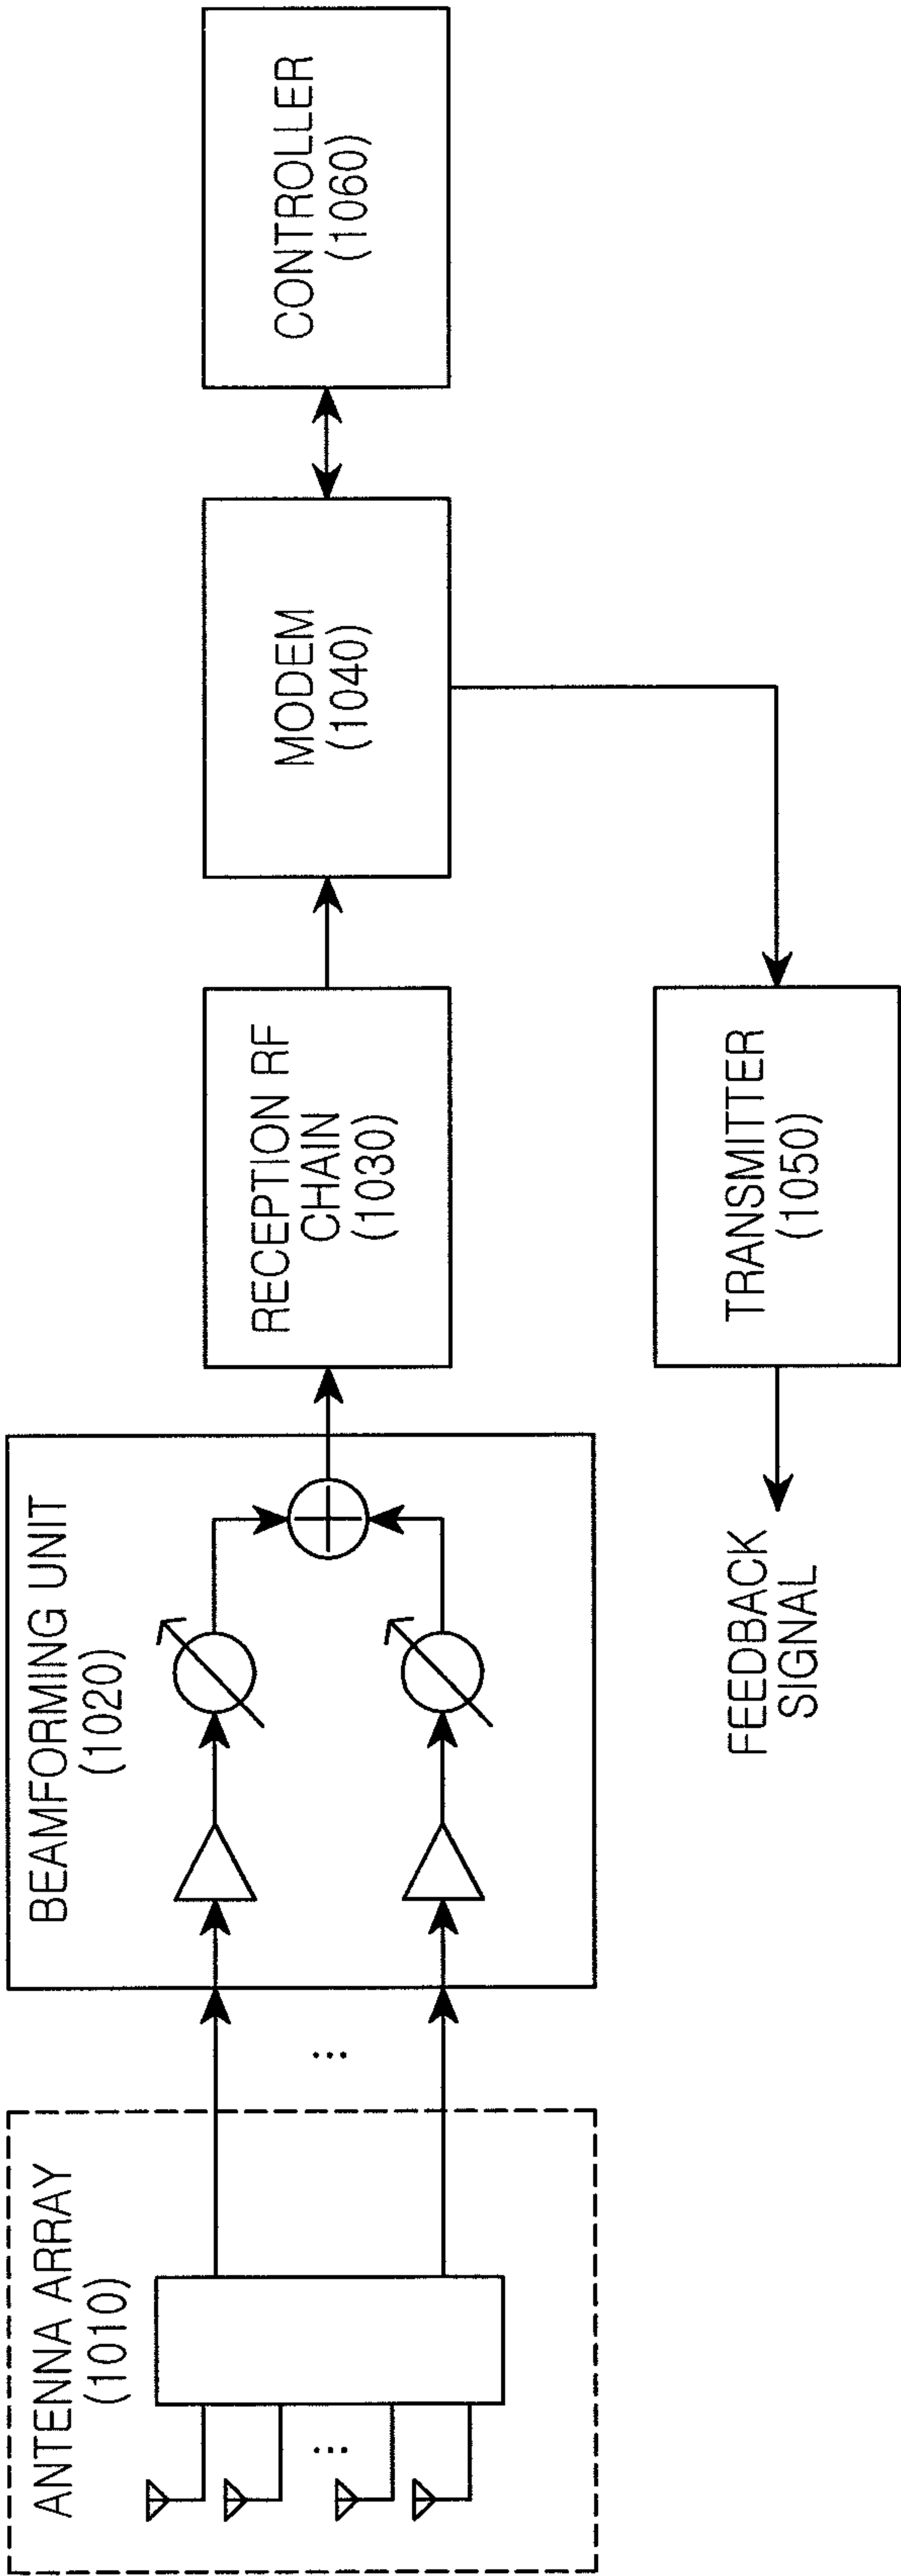 ANTENNA ARRAY
(1010)
...
...
BEAMFORMING UNIT
(1020)
RECEPTION RF
CHAIN
(1030)
MODEM
(1040)
CONTROLLER
(1060)
TRANSMITTER
(1050)
FEEDBACK
SIGNAL